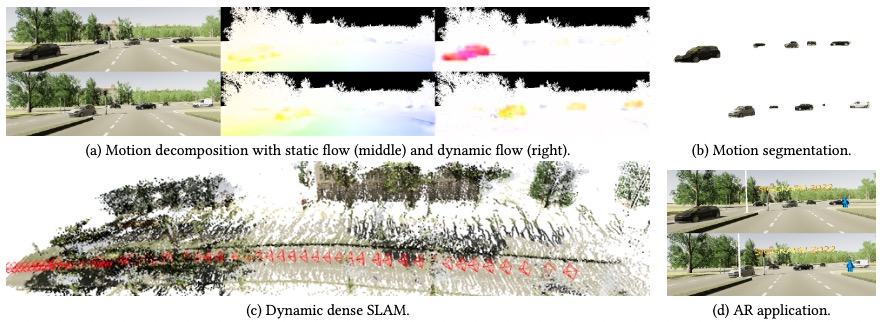 (a) Motion decomposition with static flow (middle) and dynamic flow (right).
(b) Motion segmentation.
(c) Dynamic dense SLAM.
(d) AR application.